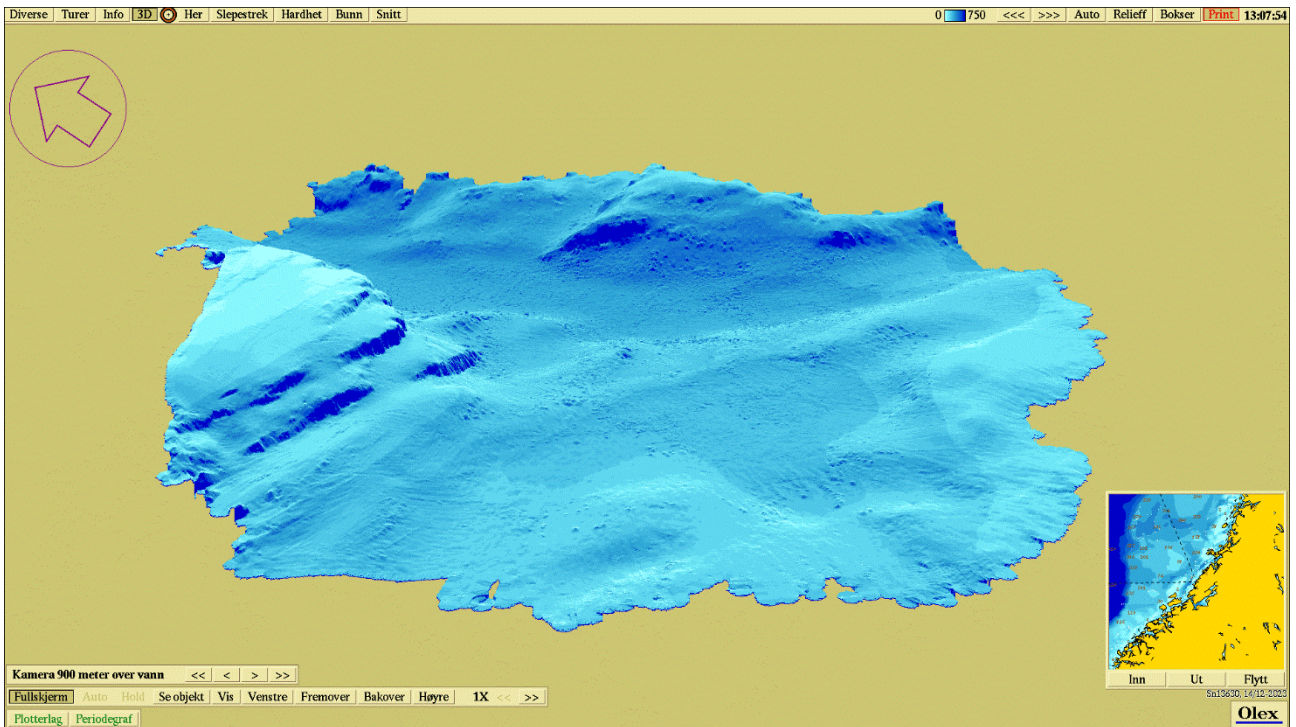 Diverse Turer Info 3D Her Slepestrek Hardhet Bunn Snitt 0 750 <<< >>> Auto Relieff Bokser Print 13:07:54
Kamera 900 meter over vann << < > >>
Inn Ut Flytt
Fullskjerm Auto Hold Se objekt Vis Venstre Fremover Bakover Høyre 1X << >>
Sn13630, 14/12-2023
Plotterlag Periodegraf
Olex